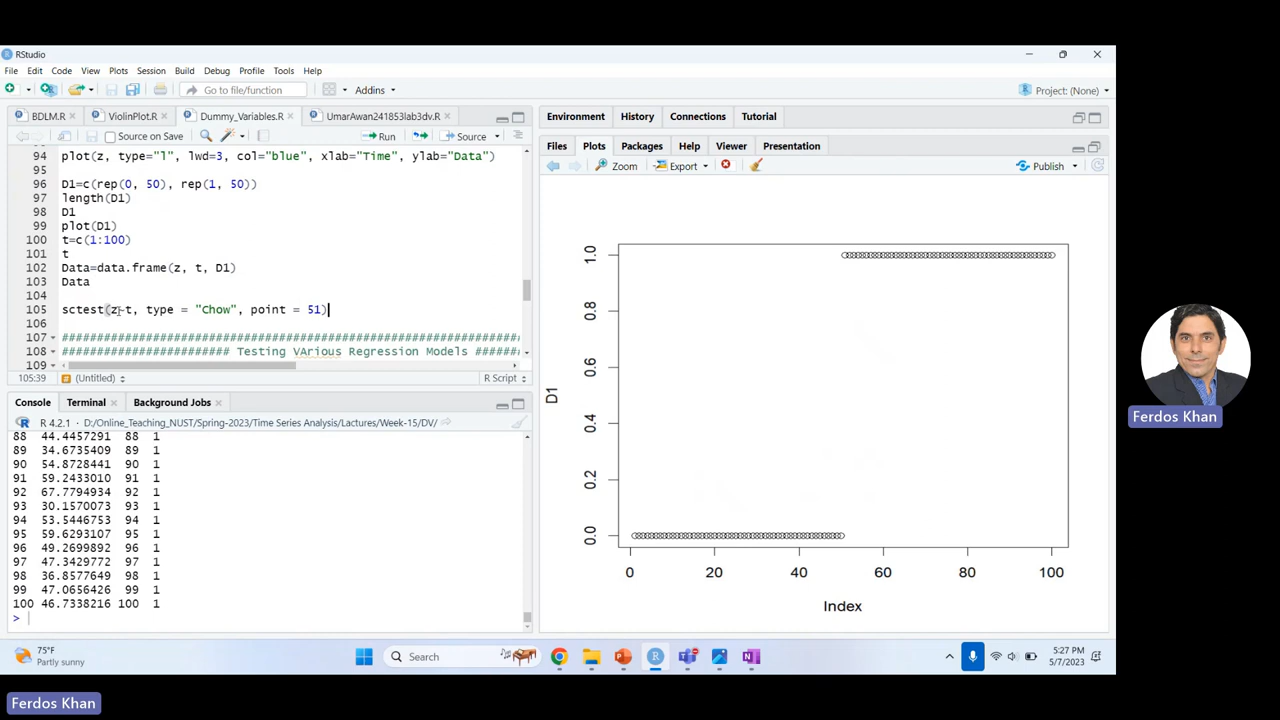 RStudio
File Edit Code View Plots Session Build Debug Profile Tools Help
Go to file/function Addins Project: (None)
BDLM.R ViolinPlot.R Dummy_Variables.R UmarAwan241853lab3dv.R
Source on Save Run Source
94 plot(z, type="l", lwd=3, col="blue", xlab="Time", ylab="Data")
95
96 D1=c(rep(0, 50), rep(1, 50))
97 length(D1)
98 D1
99 plot(D1)
100 t=c(1:100)
101 t
102 Data=data.frame(z, t, D1)
103 Data
104
105 sctest(z~t, type = "Chow", point = 51)
106
107 ##################################################################
108 ######################## Testing VArious Regression Models ######
109
105:39 (Untitled) R Script
Console Terminal Background Jobs
R 4.2.1 · D:/Online_Teaching_NUST/Spring-2023/Time Series Analysis/Lectures/Week-15/DV/
88 44.4457291 88 1
89 34.6735409 89 1
90 54.8728441 90 1
91 59.2433010 91 1
92 67.7794934 92 1
93 30.1570073 93 1
94 53.5446753 94 1
95 59.6293107 95 1
96 49.2699892 96 1
97 47.3429772 97 1
98 36.8577649 98 1
99 47.0656426 99 1
100 46.7338216 100 1
>
Environment History Connections Tutorial
Files Plots Packages Help Viewer Presentation
Zoom Export Publish
1.0
0.8
0.6
0.4
0.2
0.0
D1
0 20 40 60 80 100
Index
75°F
Partly sunny
Search
5:27 PM
5/7/2023
Ferdos Khan
Ferdos Khan